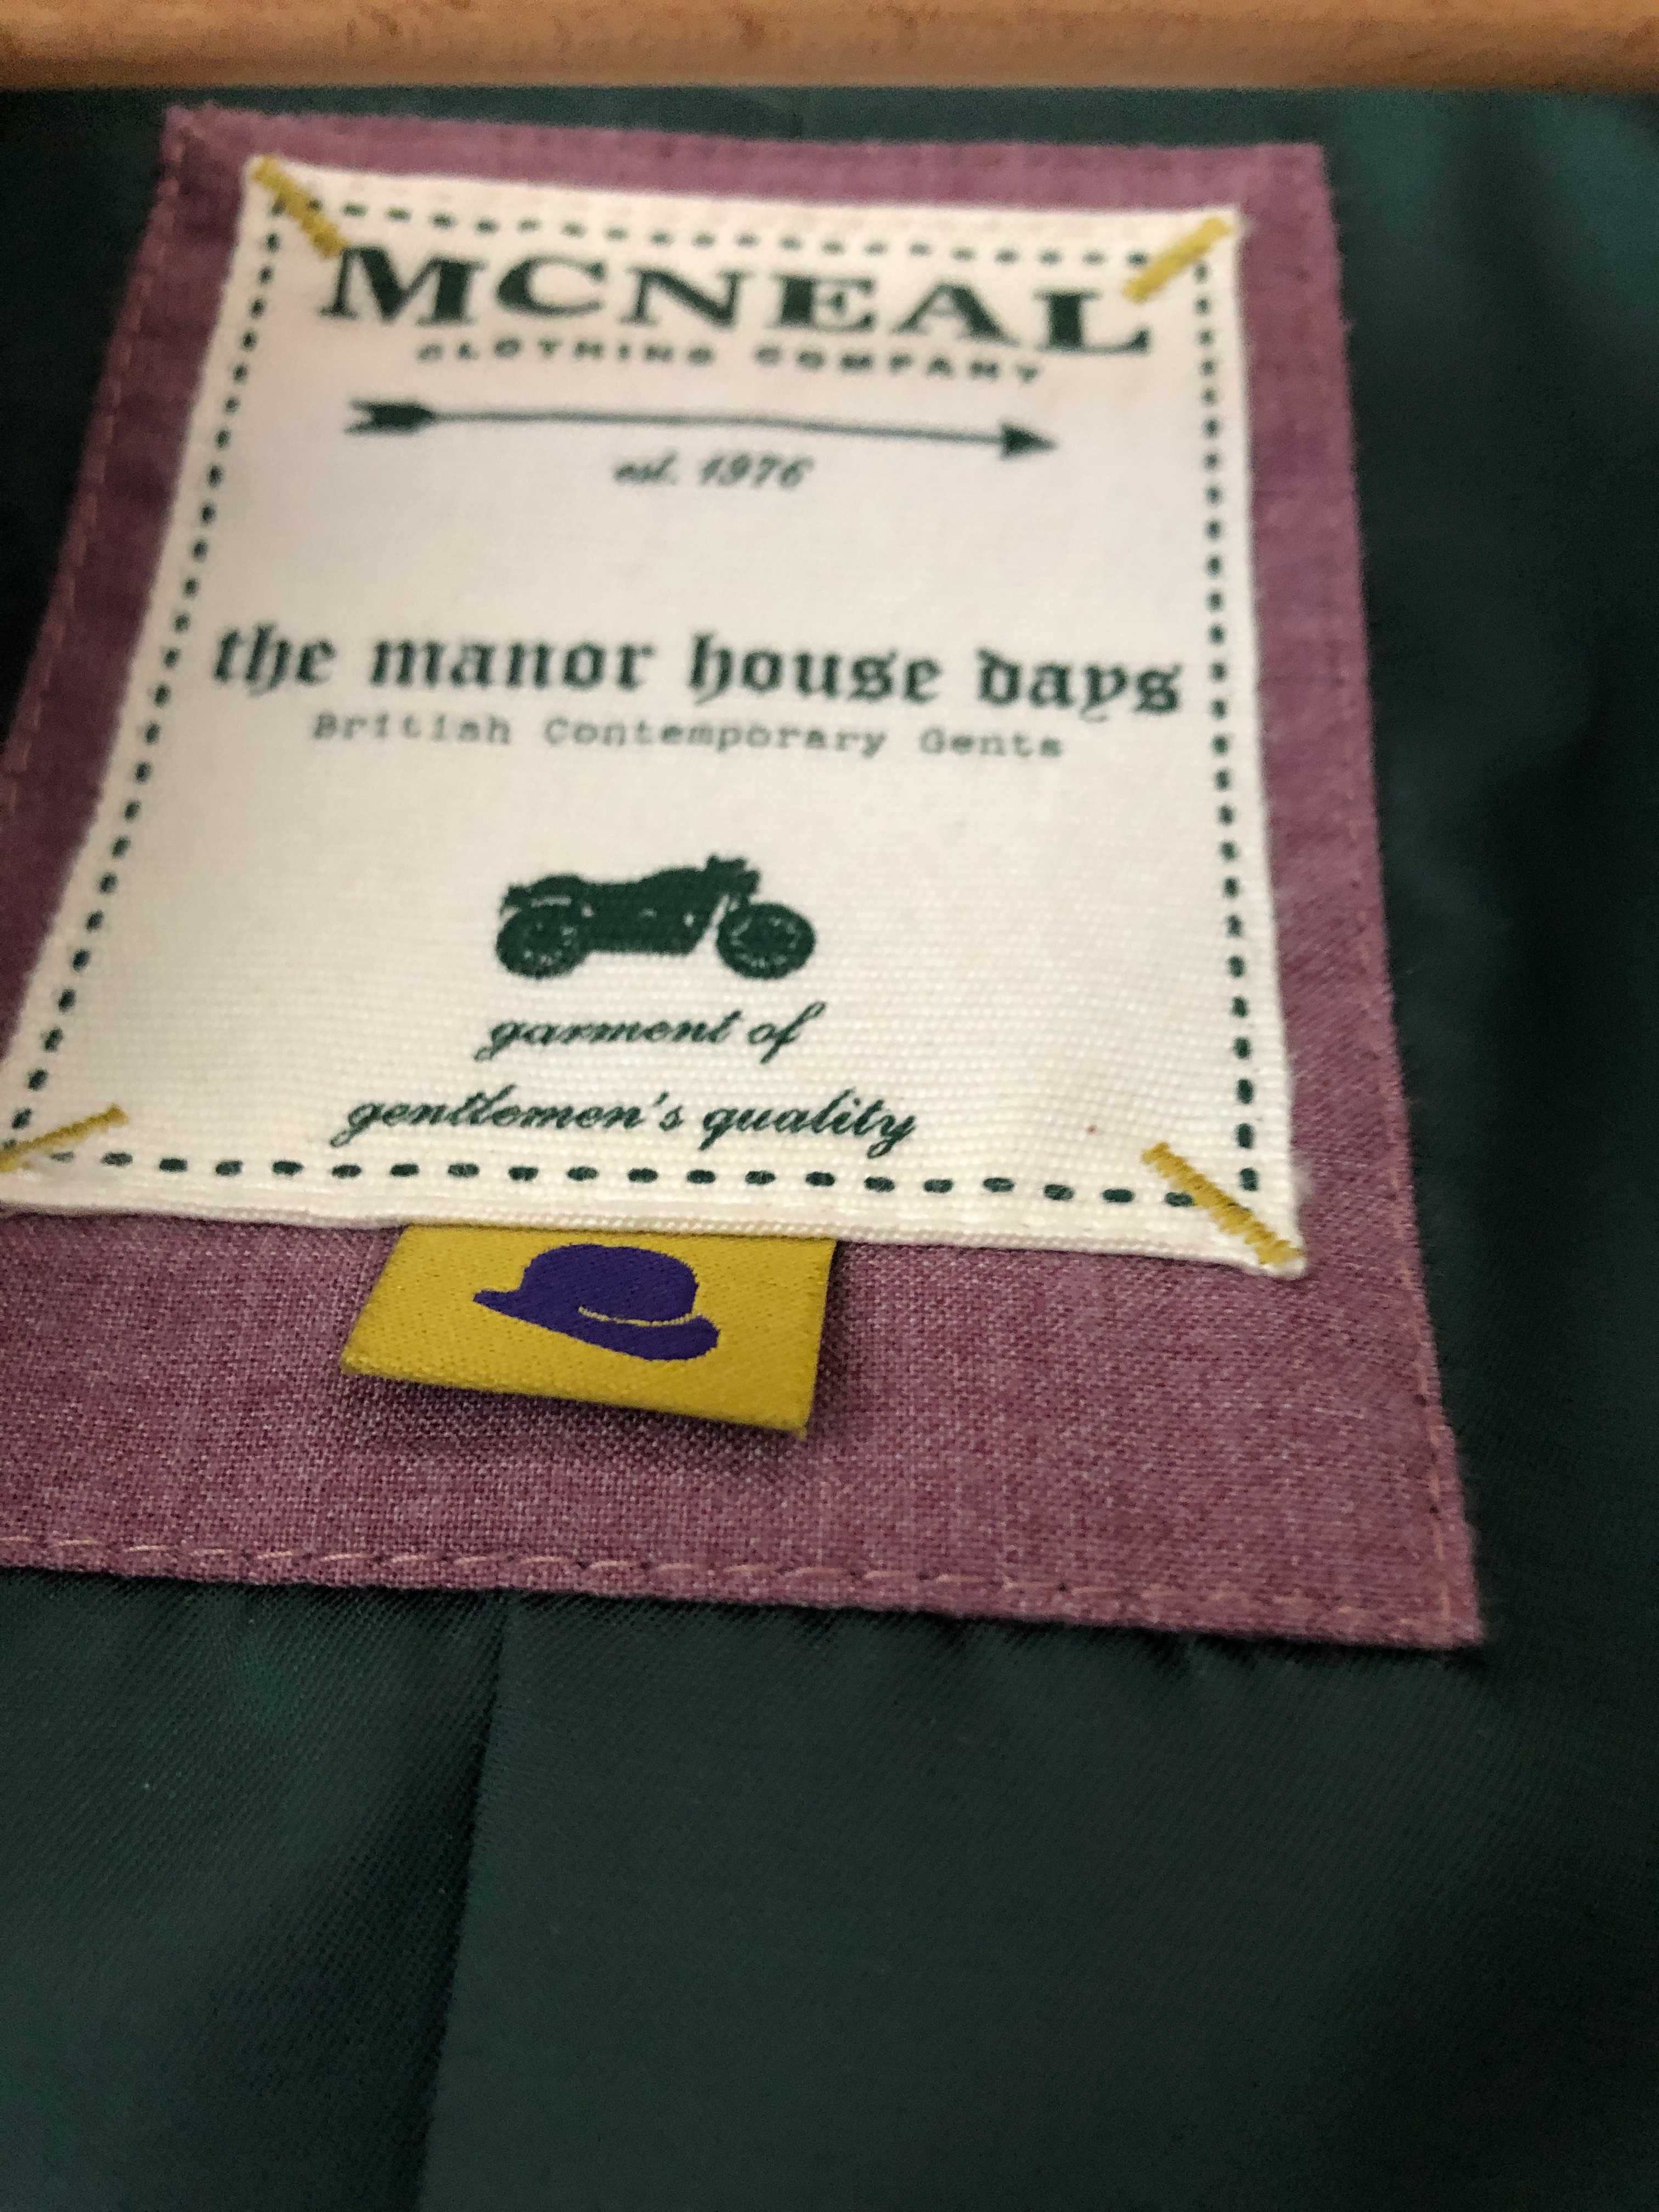 MCNEAL
CLOTHING COMPANY
est. 1976
the manor house days
British Contemporary Gents
garment of
gentlemen's quality